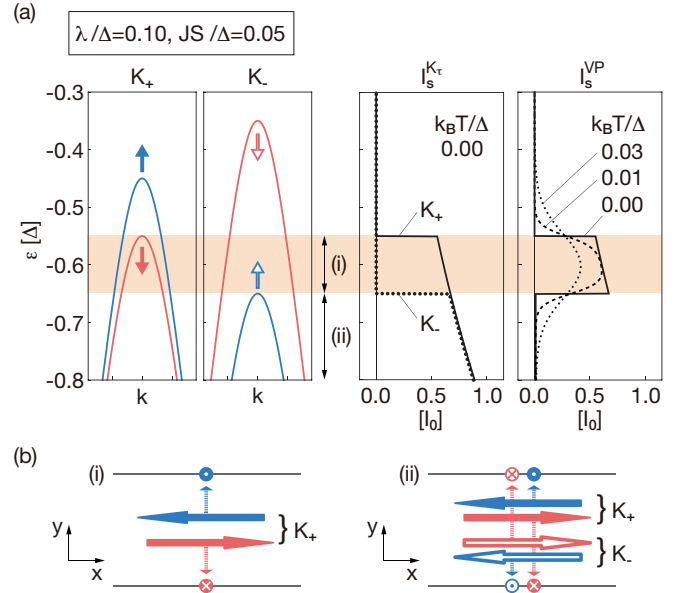 (a)
λ/Δ=0.10, JS/Δ=0.05
K₊ K₋ Iₛ^{Kτ} Iₛ^{VP}
-0.3
-0.4
-0.5
-0.6
-0.7
-0.8
ε [Δ]
k k
(i)
(ii)
k_BT/Δ
0.00
K₊
K₋
0.0 0.5 1.0
[I₀]
k_BT/Δ
0.03
0.01
0.00
0.0 0.5 1.0
[I₀]
(b)
(i) (ii)
K₊ K₊
K₋
y y
x x